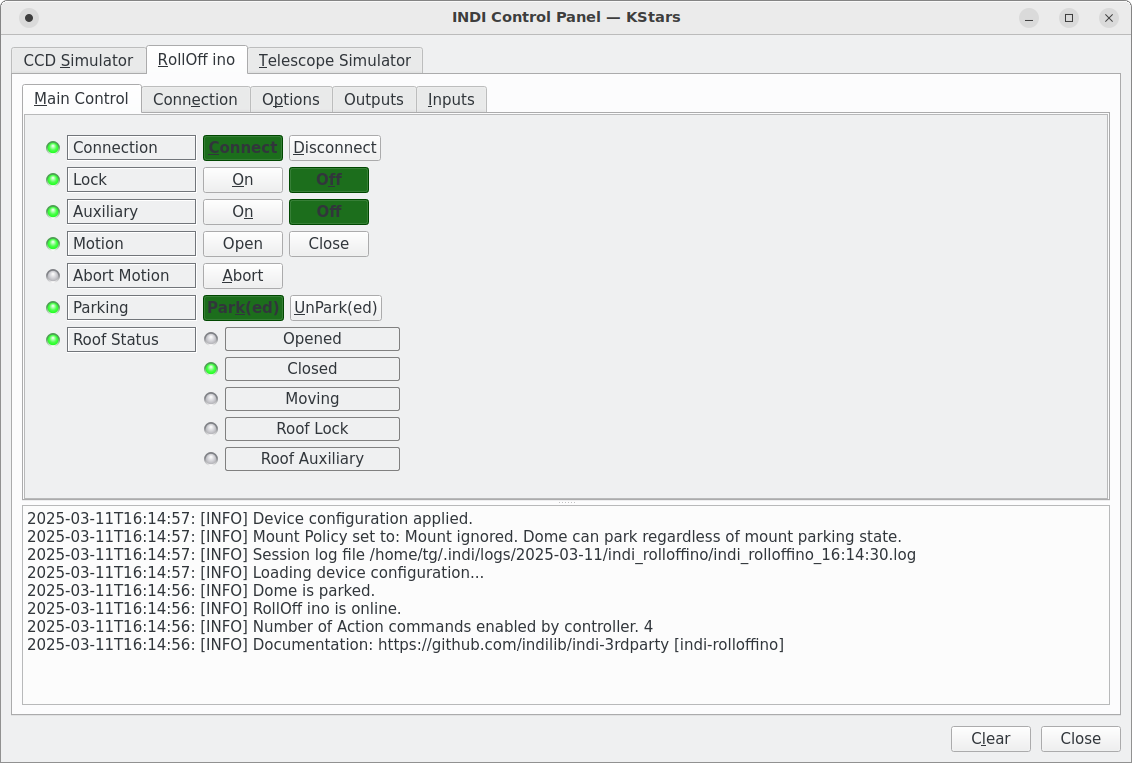 INDI Control Panel — KStars
CCD Simulator RollOff ino Telescope Simulator
Main Control Connection Options Outputs Inputs
Connection Connect Disconnect
Lock On Off
Auxiliary On Off
Motion Open Close
Abort Motion Abort
Parking Park(ed) UnPark(ed)
Roof Status Opened
Closed
Moving
Roof Lock
Roof Auxiliary
2025-03-11T16:14:57: [INFO] Device configuration applied.
2025-03-11T16:14:57: [INFO] Mount Policy set to: Mount ignored. Dome can park regardless of mount parking state.
2025-03-11T16:14:57: [INFO] Session log file /home/tg/.indi/logs/2025-03-11/indi_rolloffino/indi_rolloffino_16:14:30.log
2025-03-11T16:14:57: [INFO] Loading device configuration...
2025-03-11T16:14:56: [INFO] Dome is parked.
2025-03-11T16:14:56: [INFO] RollOff ino is online.
2025-03-11T16:14:56: [INFO] Number of Action commands enabled by controller. 4
2025-03-11T16:14:56: [INFO] Documentation: https://github.com/indilib/indi-3rdparty [indi-rolloffino]
Clear Close